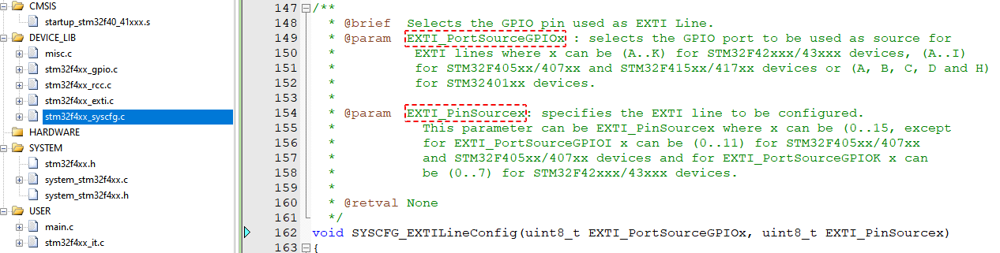 CMSIS
startup_stm32f40_41xxx.s
DEVICE_LIB
misc.c
stm32f4xx_gpio.c
stm32f4xx_rcc.c
stm32f4xx_exti.c
stm32f4xx_syscfg.c
HARDWARE
SYSTEM
stm32f4xx.h
system_stm32f4xx.c
system_stm32f4xx.h
USER
main.c
stm32f4xx_it.c
147 /**
148 * @brief Selects the GPIO pin used as EXTI Line.
149 * @param EXTI_PortSourceGPIOx : selects the GPIO port to be used as source for
150 * EXTI lines where x can be (A..K) for STM32F42xxx/43xxx devices, (A..I)
151 * for STM32F405xx/407xx and STM32F415xx/417xx devices or (A, B, C, D and H)
152 * for STM32401xx devices.
153 *
154 * @param EXTI_PinSourcex: specifies the EXTI line to be configured.
155 * This parameter can be EXTI_PinSourcex where x can be (0..15, except
156 * for EXTI_PortSourceGPIOI x can be (0..11) for STM32F405xx/407xx
157 * and STM32F405xx/407xx devices and for EXTI_PortSourceGPIOK x can
158 * be (0..7) for STM32F42xxx/43xxx devices.
159 *
160 * @retval None
161 */
162 void SYSCFG_EXTILineConfig(uint8_t EXTI_PortSourceGPIOx, uint8_t EXTI_PinSourcex)
163 {